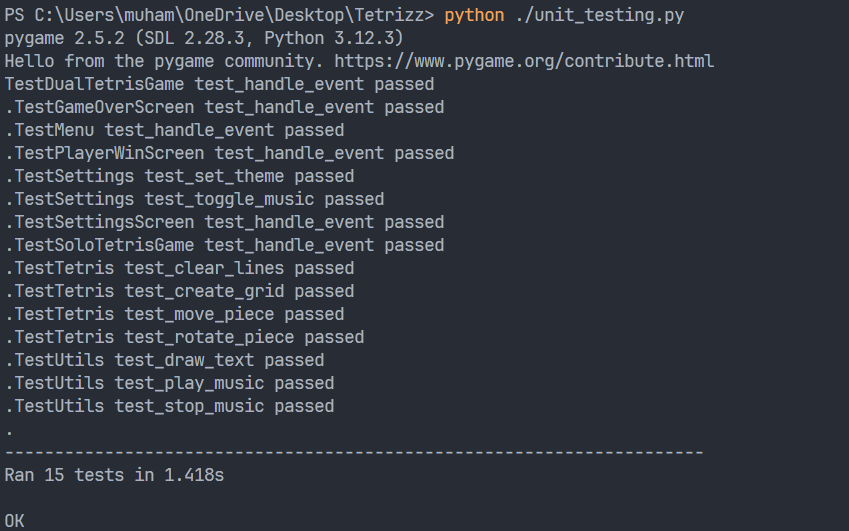 PS C:\Users\muham\OneDrive\Desktop\Tetrizz> python ./unit_testing.py
pygame 2.5.2 (SDL 2.28.3, Python 3.12.3)
Hello from the pygame community. https://www.pygame.org/contribute.html
TestDualTetrisGame test_handle_event passed
.TestGameOverScreen test_handle_event passed
.TestMenu test_handle_event passed
.TestPlayerWinScreen test_handle_event passed
.TestSettings test_set_theme passed
.TestSettings test_toggle_music passed
.TestSettingsScreen test_handle_event passed
.TestSoloTetrisGame test_handle_event passed
.TestTetris test_clear_lines passed
.TestTetris test_create_grid passed
.TestTetris test_move_piece passed
.TestTetris test_rotate_piece passed
.TestUtils test_draw_text passed
.TestUtils test_play_music passed
.TestUtils test_stop_music passed
.
----------------------------------------------------------------------
Ran 15 tests in 1.418s
OK